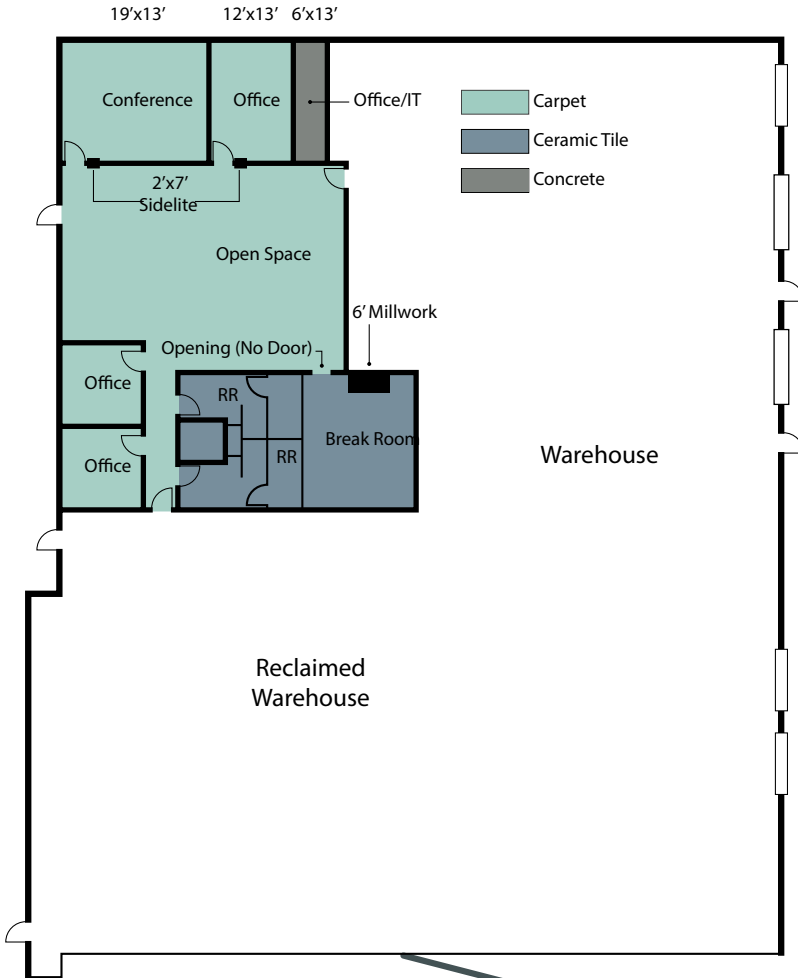 19’x13’ 12’x13’ 6’x13’
Conference
Office
Office/IT
Carpet
Ceramic Tile
Concrete
2’x7’
Sidelite
Open Space
6’ Millwork
Opening (No Door)
Office
RR
Break Room
RR
Office
Warehouse
Reclaimed
Warehouse